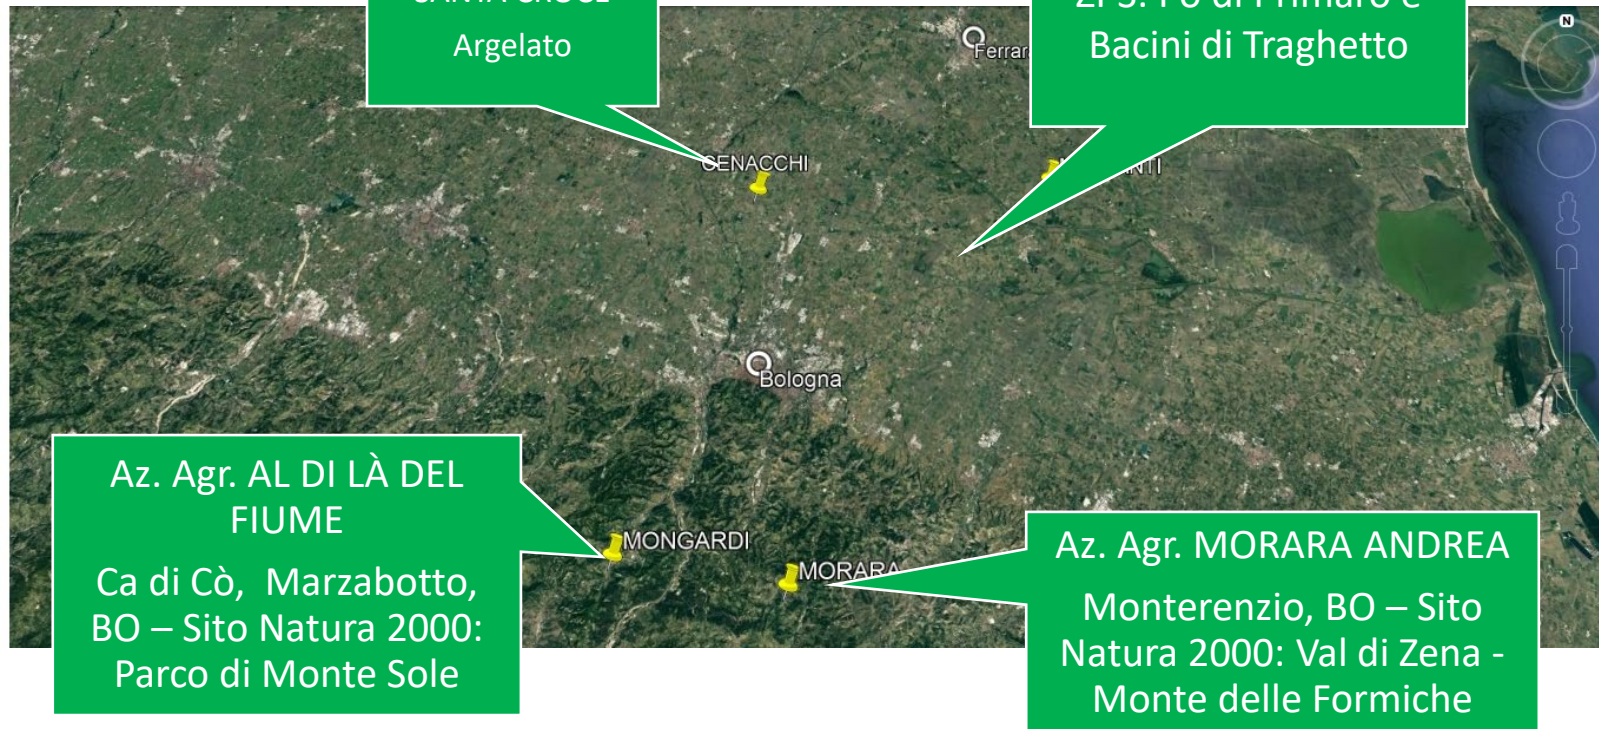 Argelato
Bacini di Traghetto
N
GENACCHI
Bologna
Az. Agr. AL DI LÀ DEL
FIUME
Ca di Cò, Marzabotto,
BO – Sito Natura 2000:
Parco di Monte Sole
MONGARDI
MORARA
Az. Agr. MORARA ANDREA
Monterenzio, BO – Sito
Natura 2000: Val di Zena -
Monte delle Formiche